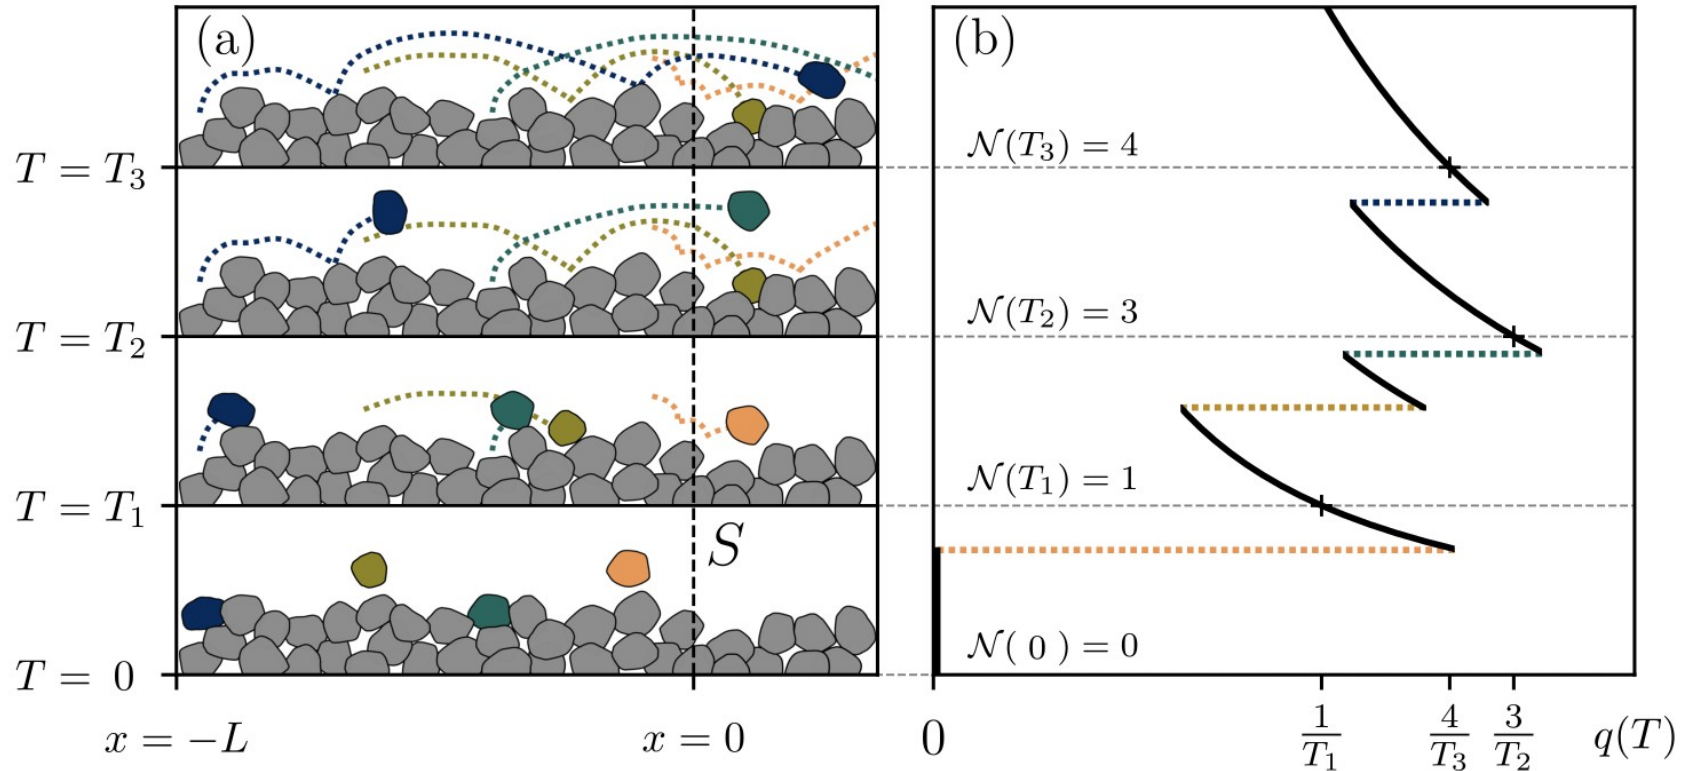 (a)
(b)
T = T₃
𝒩(T₃) = 4
T = T₂
𝒩(T₂) = 3
T = T₁
𝒩(T₁) = 1
S
T = 0
𝒩( 0 ) = 0
x = −L
x = 0
0
1/T₁
4/T₃
3/T₂
q(T)